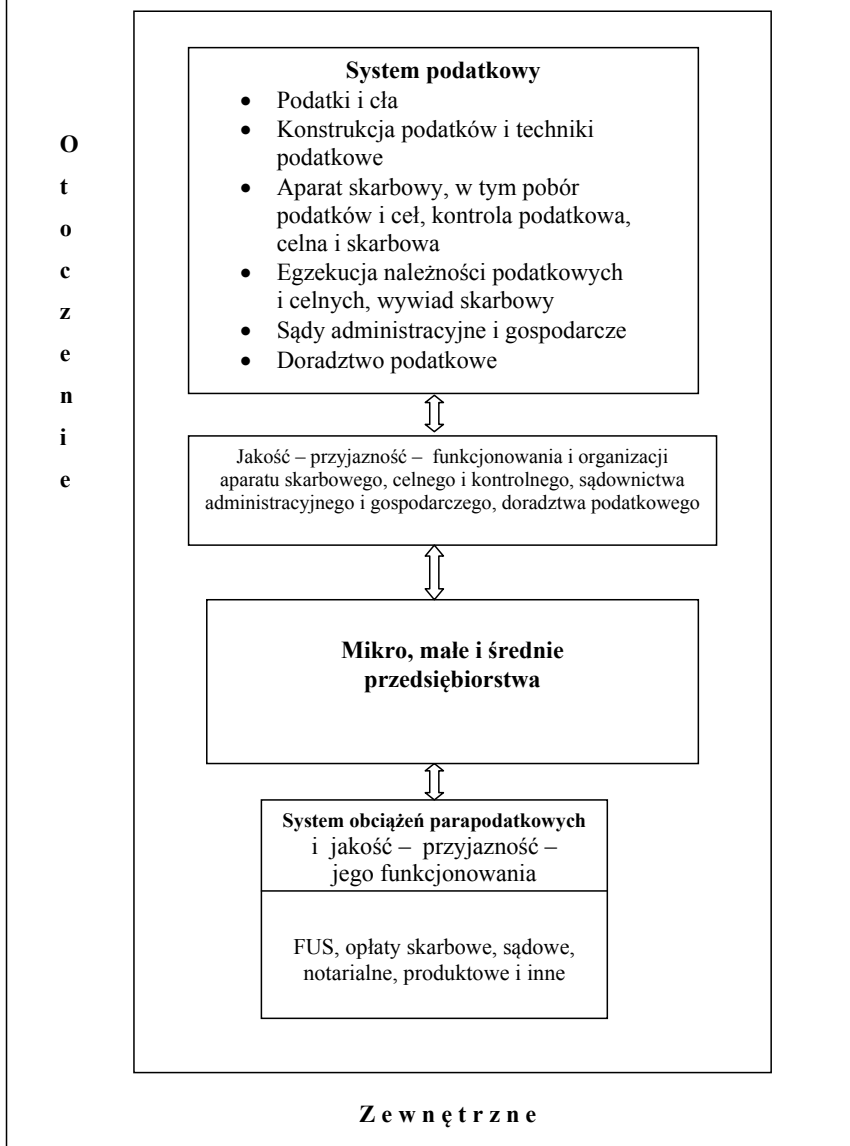 O
t
o
c
z
e
n
i
e
System podatkowy
• Podatki i cła
• Konstrukcja podatków i techniki
podatkowe
• Aparat skarbowy, w tym pobór
podatków i ceł, kontrola podatkowa,
celna i skarbowa
• Egzekucja należności podatkowych
i celnych, wywiad skarbowy
• Sądy administracyjne i gospodarcze
• Doradztwo podatkowe
Jakość – przyjazność – funkcjonowania i organizacji
aparatu skarbowego, celnego i kontrolnego, sądownictwa
administracyjnego i gospodarczego, doradztwa podatkowego
Mikro, małe i średnie
przedsiębiorstwa
System obciążeń parapodatkowych
i jakość – przyjazność –
jego funkcjonowania
FUS, opłaty skarbowe, sądowe,
notarialne, produktowe i inne
Z e w n ę t r z n e